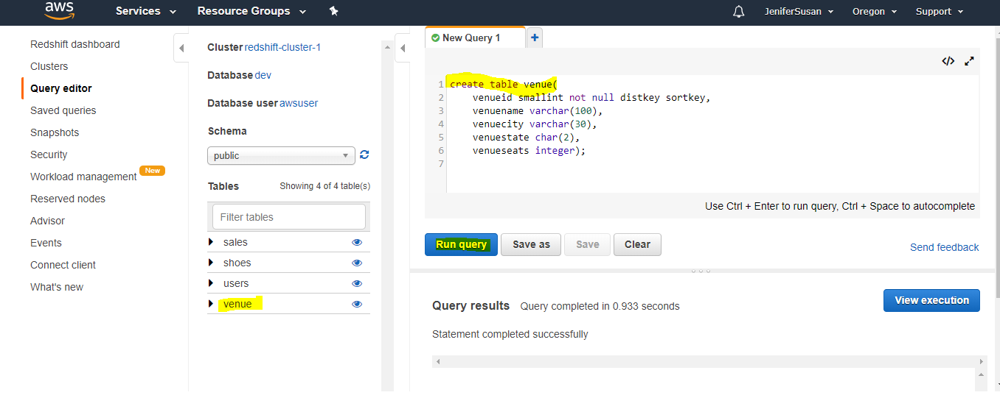 aws Services Resource Groups JeniferSusan Oregon Support
Redshift dashboard
Clusters
Query editor
Saved queries
Snapshots
Security
Workload management New
Reserved nodes
Advisor
Events
Connect client
What's new
Cluster redshift-cluster-1
Database dev
Database user awsuser
Schema
public
Tables Showing 4 of 4 table(s)
Filter tables
sales
shoes
users
venue
New Query 1 +
</>
1 create table venue(
2 venueid smallint not null distkey sortkey,
3 venuename varchar(100),
4 venuecity varchar(30),
5 venuestate char(2),
6 venueseats integer);
7
Use Ctrl + Enter to run query, Ctrl + Space to autocomplete
Run query Save as Save Clear
Send feedback
Query results Query completed in 0.933 seconds
View execution
Statement completed successfully